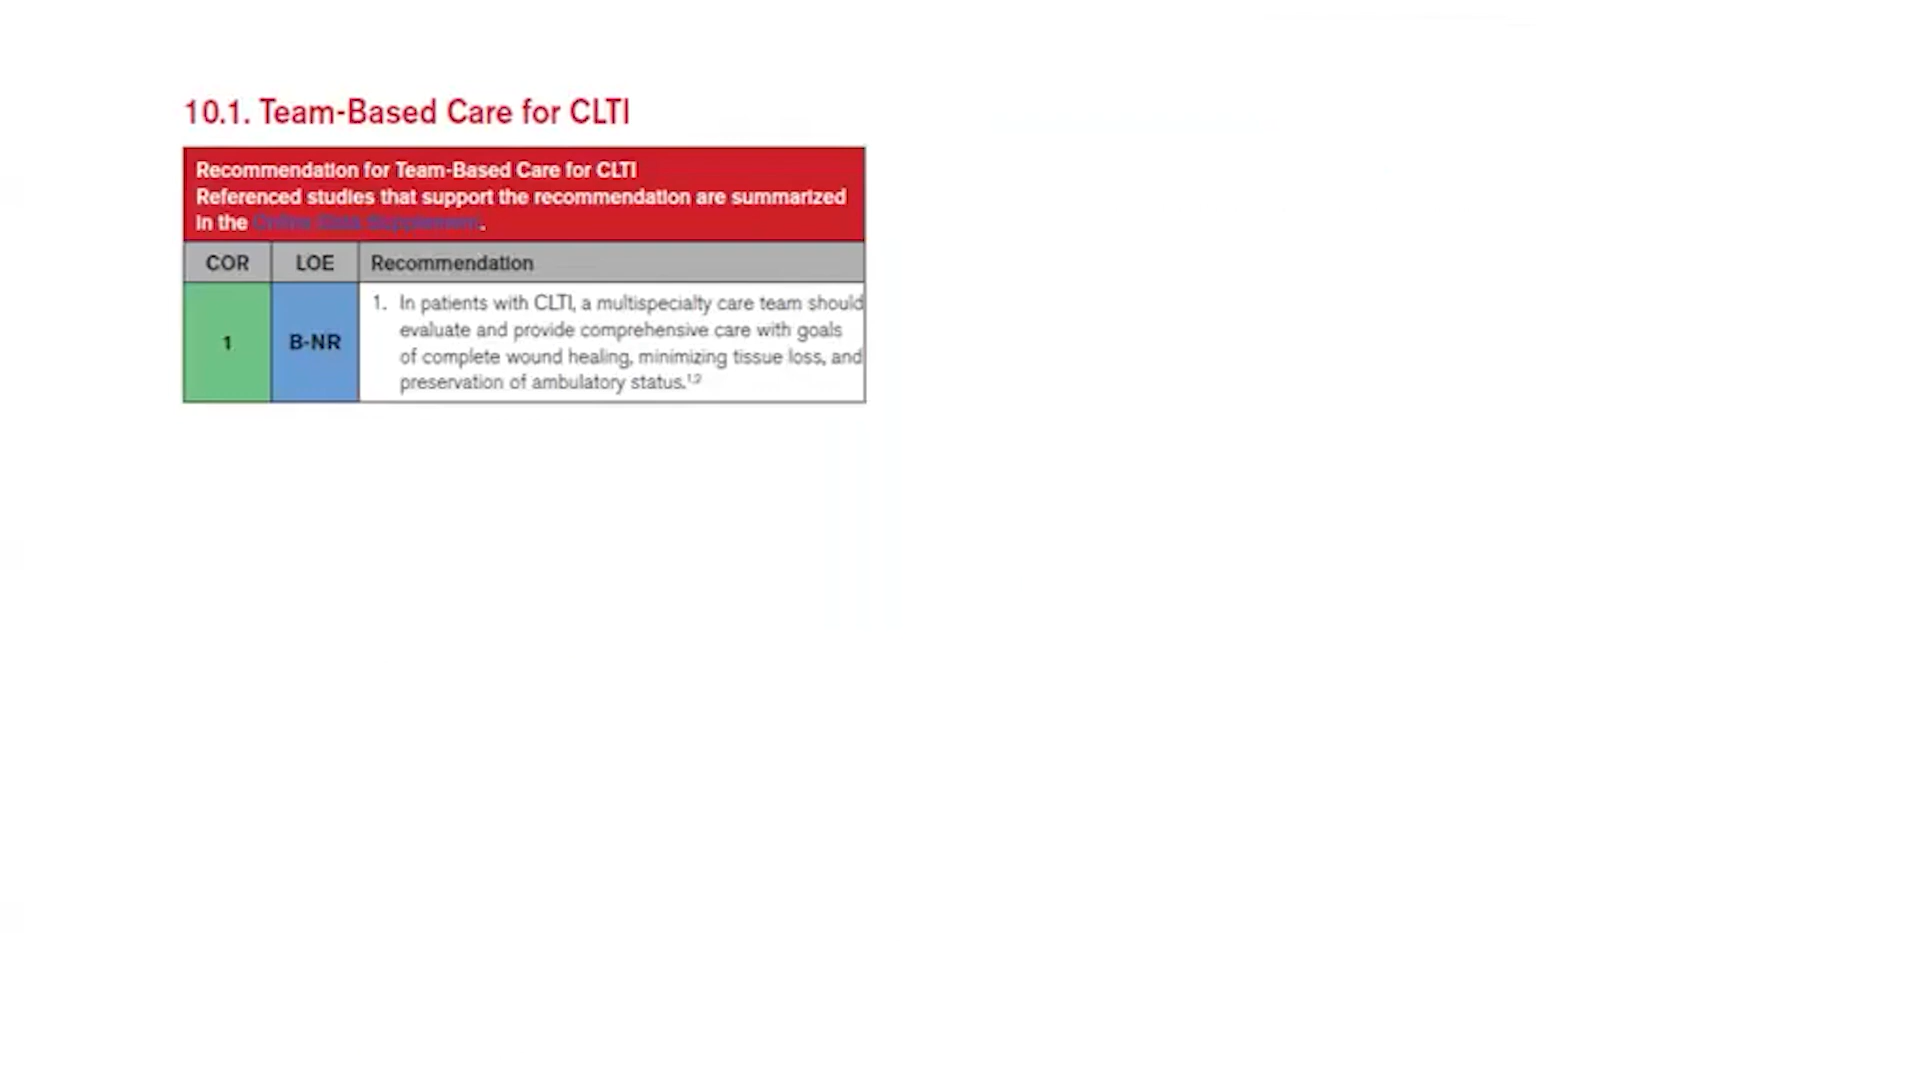 10.1. Team-Based Care for CLTI
Recommendation for Team-Based Care for CLTI
Referenced studies that support the recommendation are summarized
in the Online Data Supplement.
COR LOE Recommendation
1 B-NR
1. In patients with CLTI, a multispecialty care team should
evaluate and provide comprehensive care with goals
of complete wound healing, minimizing tissue loss, and
preservation of ambulatory status.1,2